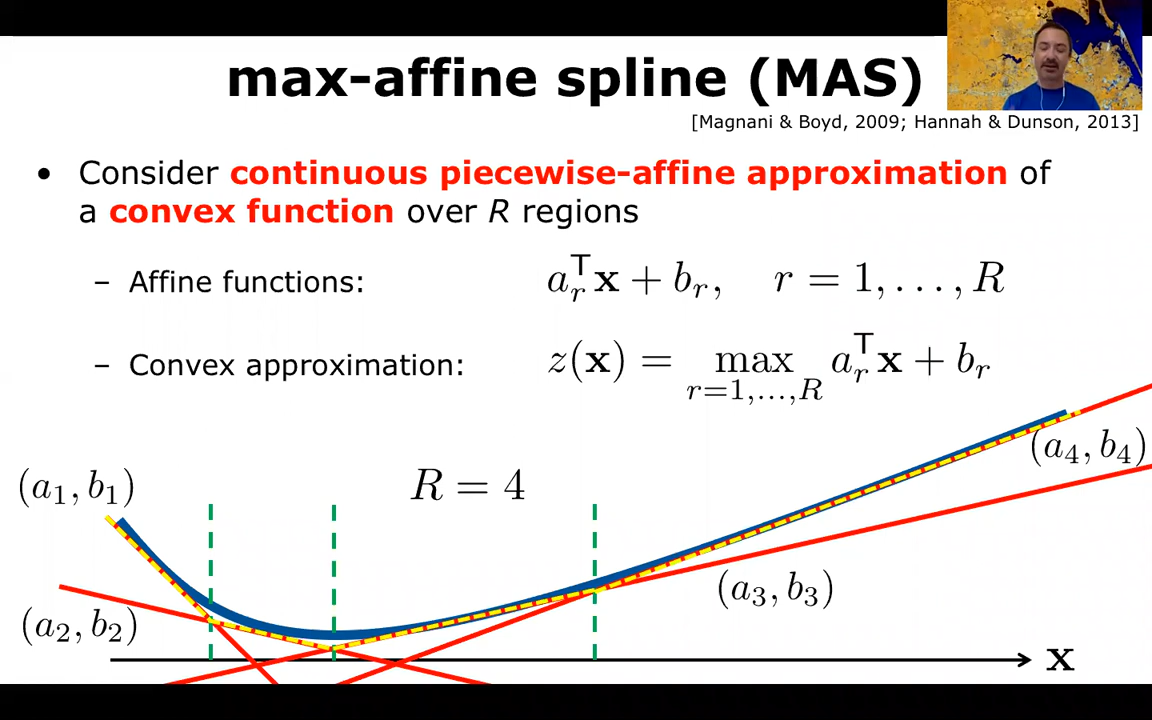 max-affine spline (MAS)
[Magnani & Boyd, 2009; Hannah & Dunson, 2013]
• Consider continuous piecewise-affine approximation of
a convex function over R regions
– Affine functions: a_r^T x + b_r, r = 1, . . . , R
– Convex approximation: z(x) = max_{r=1,...,R} a_r^T x + b_r
(a_4, b_4)
(a_1, b_1)
R = 4
(a_3, b_3)
(a_2, b_2)
x